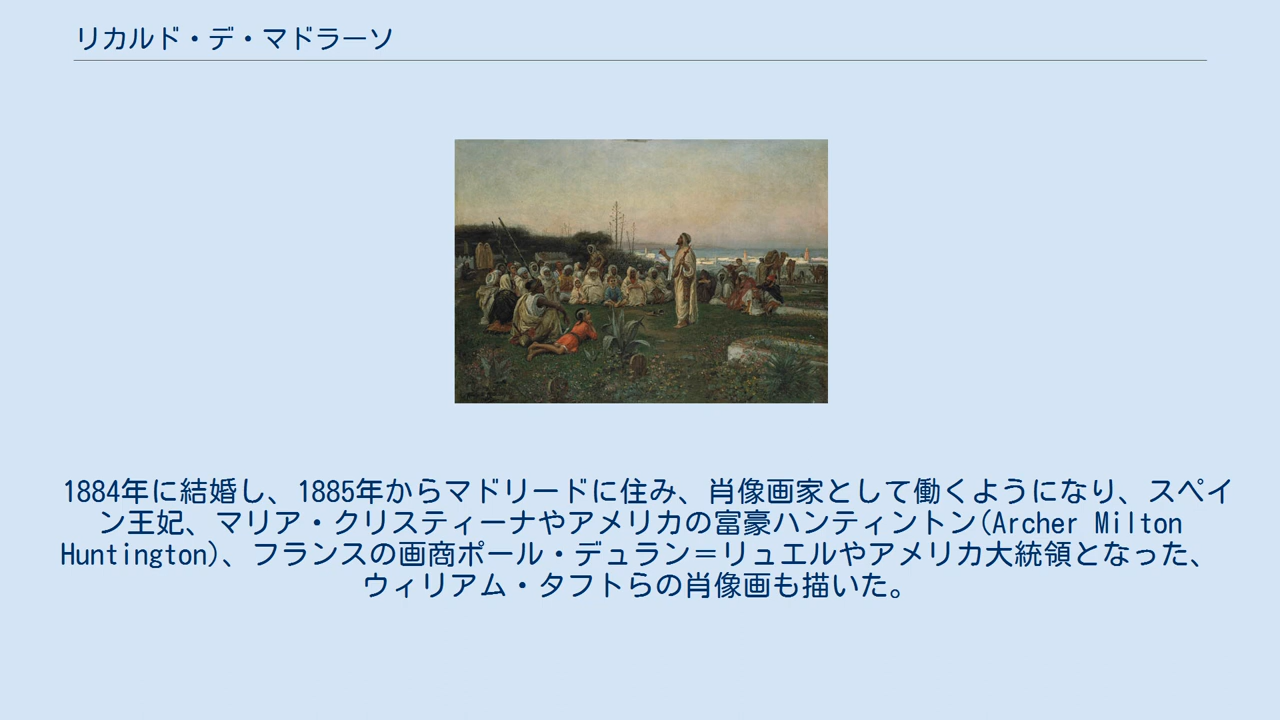 リカルド・デ・マドラーソ
1884年に結婚し、1885年からマドリードに住み、肖像画家として働くようになり、スペイ
ン王妃、マリア・クリスティーナやアメリカの富豪ハンティントン(Archer Milton
Huntington)、フランスの画商ポール・デュラン＝リュエルやアメリカ大統領となった、
ウィリアム・タフトらの肖像画も描いた。